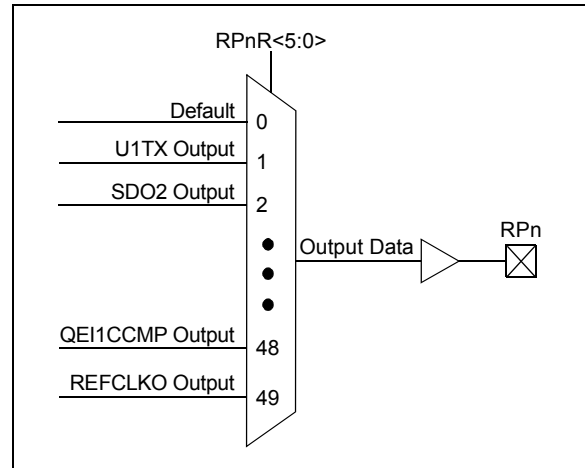 RPnR<5:0>
Default
0
U1TX Output
1
SDO2 Output
2
Output Data
RPn
QEI1CCMP Output
48
REFCLKO Output
49